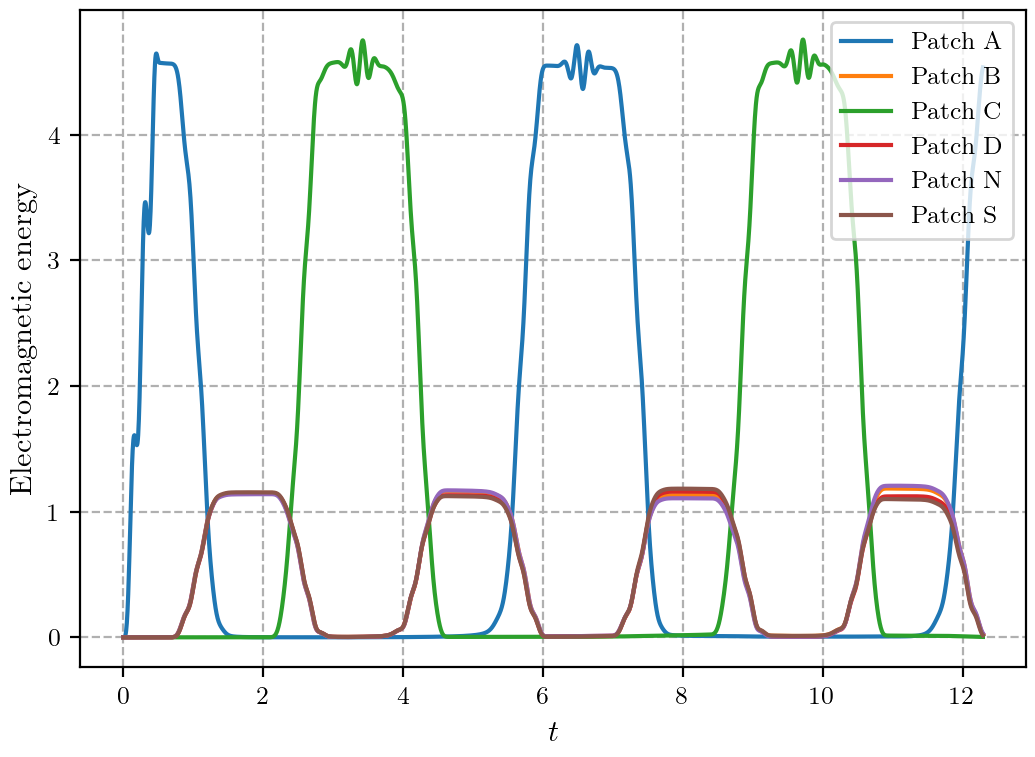 Patch A
Patch B
Patch C
Patch D
Patch N
Patch S
Electromagnetic energy
4
3
2
1
0
0 2 4 6 8 10 12
t